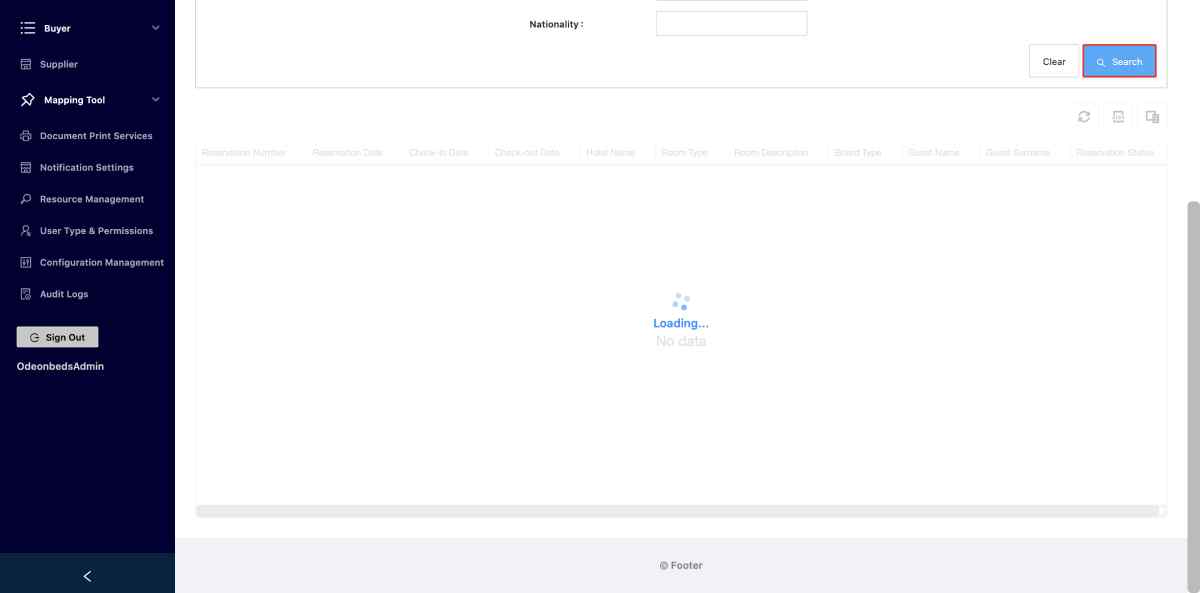 Buyer
Supplier
Mapping Tool
Document Print Services
Notification Settings
Resource Management
User Type & Permissions
Configuration Management
Audit Logs
Sign Out
OdeonbedsAdmin
Nationality :
Clear
Search
Reservation Number Reservation Date Check-in Date Check-out Date Hotel Name Room Type Room Description Board Type Guest Name Guest Surname Reservation Status
Loading...
No data
© Footer